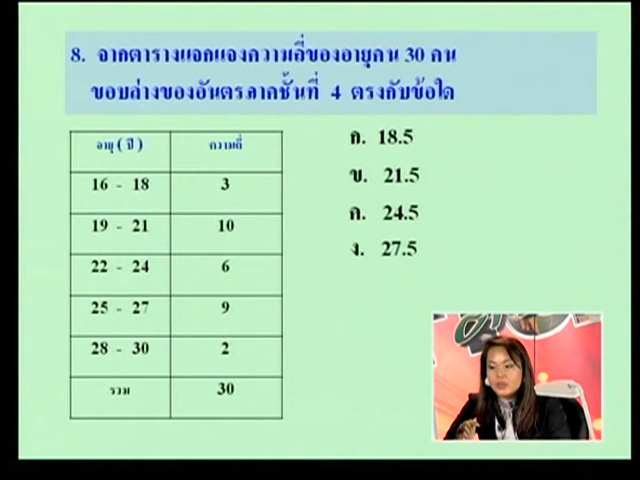 8. จากตารางแจกแจงความถี่ของอายุคน 30 คน
ขอบล่างของอันตรภาคชั้นที่ 4 ตรงกับข้อใด
อายุ ( ปี ) ความถี่
16 - 18 3
19 - 21 10
22 - 24 6
25 - 27 9
28 - 30 2
รวม 30
ก. 18.5
ข. 21.5
ค. 24.5
ง. 27.5